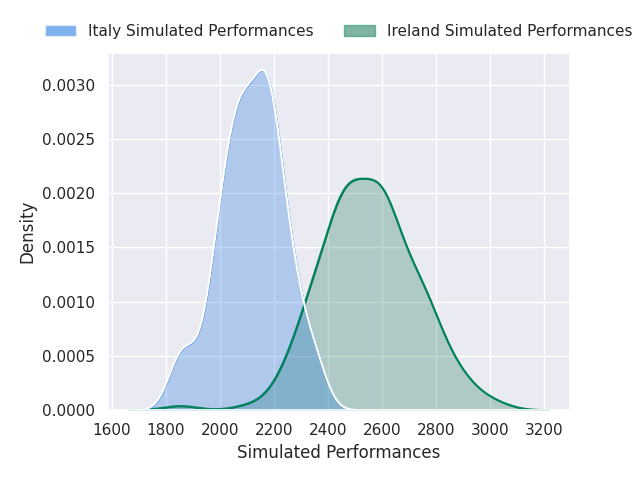 Italy Simulated Performances Ireland Simulated Performances
0.0030
0.0025
0.0020
0.0015
0.0010
0.0005
0.0000
Density
1600 1800 2000 2200 2400 2600 2800 3000 3200
Simulated Performances